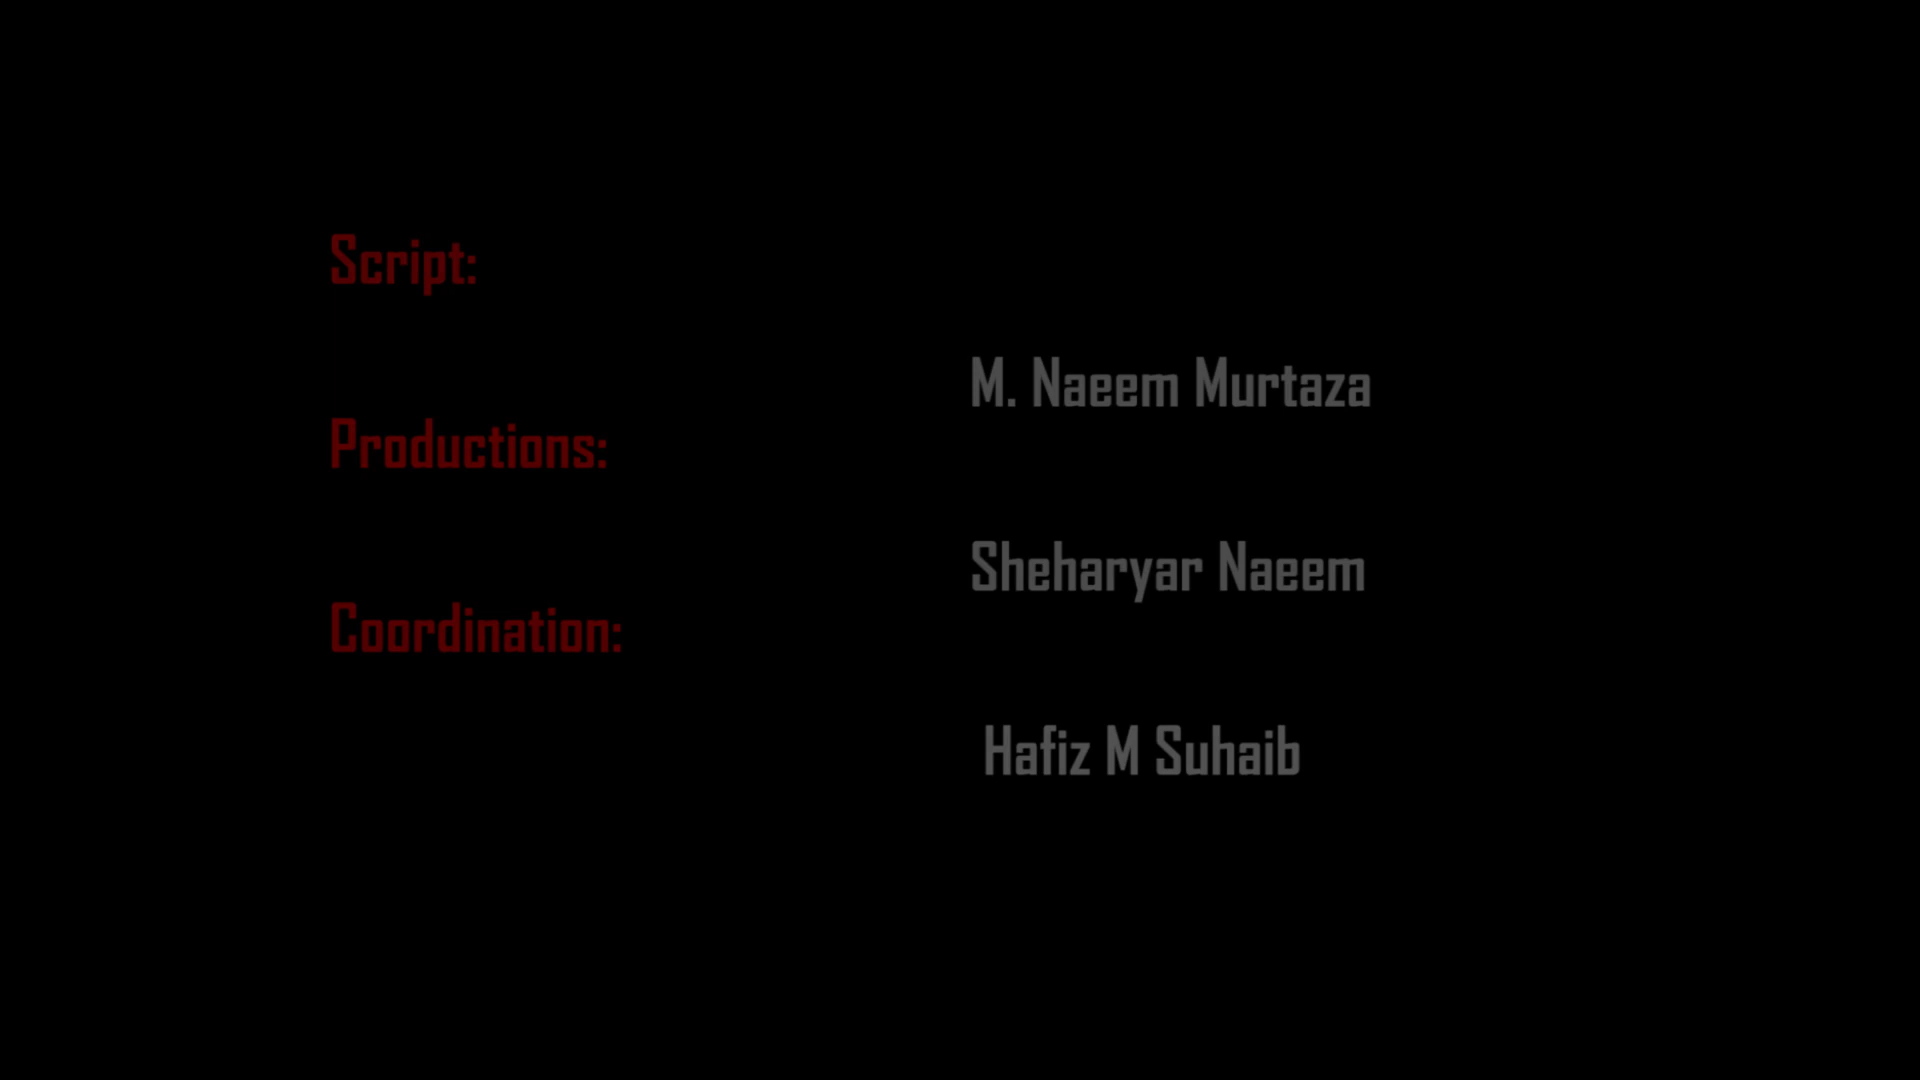 Script:
M. Naeem Murtaza
Productions:
Sheharyar Naeem
Coordination:
Hafiz M Suhaib